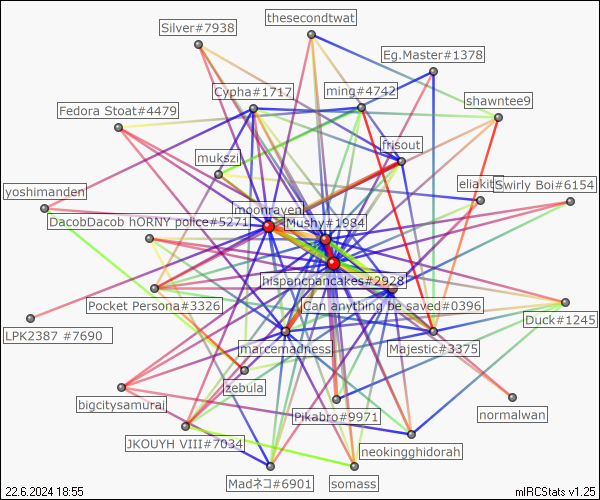 thesecondtwat
Silver#7938
Eg.Master#1378
Cypha#1717
ming#4742
shawntee9
Fedora Stoat#4479
frisout
mukszi
eliakit
Swirly Boi#6154
yoshimanden
moonraven
DacobDacob hORNY police#5271
Mushy#1984
hispancpancakes#2928
Pocket Persona#3326
Can anything be saved#0396
Duck#1245
LPK2387 #7690
marcemadness
Majestic#3375
zebula
bigcitysamurai
Pikabro#9971
normalwan
JKOUYH VIII#7034
neokingghidorah
Madネコ#6901
somass
22.6.2024 18:55
mIRCStats v1.25